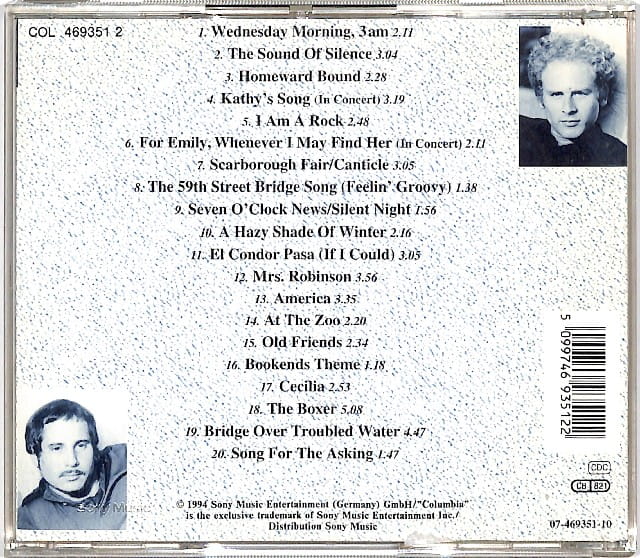 COL 469351 2
1. Wednesday Morning, 3am 2.11
2. The Sound Of Silence 3.04
3. Homeward Bound 2.28
4. Kathy's Song (In Concert) 3.19
5. I Am A Rock 2.48
6. For Emily, Whenever I May Find Her (In Concert) 2.11
7. Scarborough Fair/Canticle 3.05
8. The 59th Street Bridge Song (Feelin' Groovy) 1.38
9. Seven O'Clock News/Silent Night 1.56
10. A Hazy Shade Of Winter 2.16
11. El Condor Pasa (If I Could) 3.05
12. Mrs. Robinson 3.56
13. America 3.35
14. At The Zoo 2.20
15. Old Friends 2.34
16. Bookends Theme 1.18
17. Cecilia 2.53
18. The Boxer 5.08
19. Bridge Over Troubled Water 4.47
20. Song For The Asking 1.47
5 099746 935122
CDC
CB 821
Sony Music
© 1994 Sony Music Entertainment (Germany) GmbH/"Columbia"
is the exclusive trademark of Sony Music Entertainment Inc./
Distribution Sony Music
07-469351-10